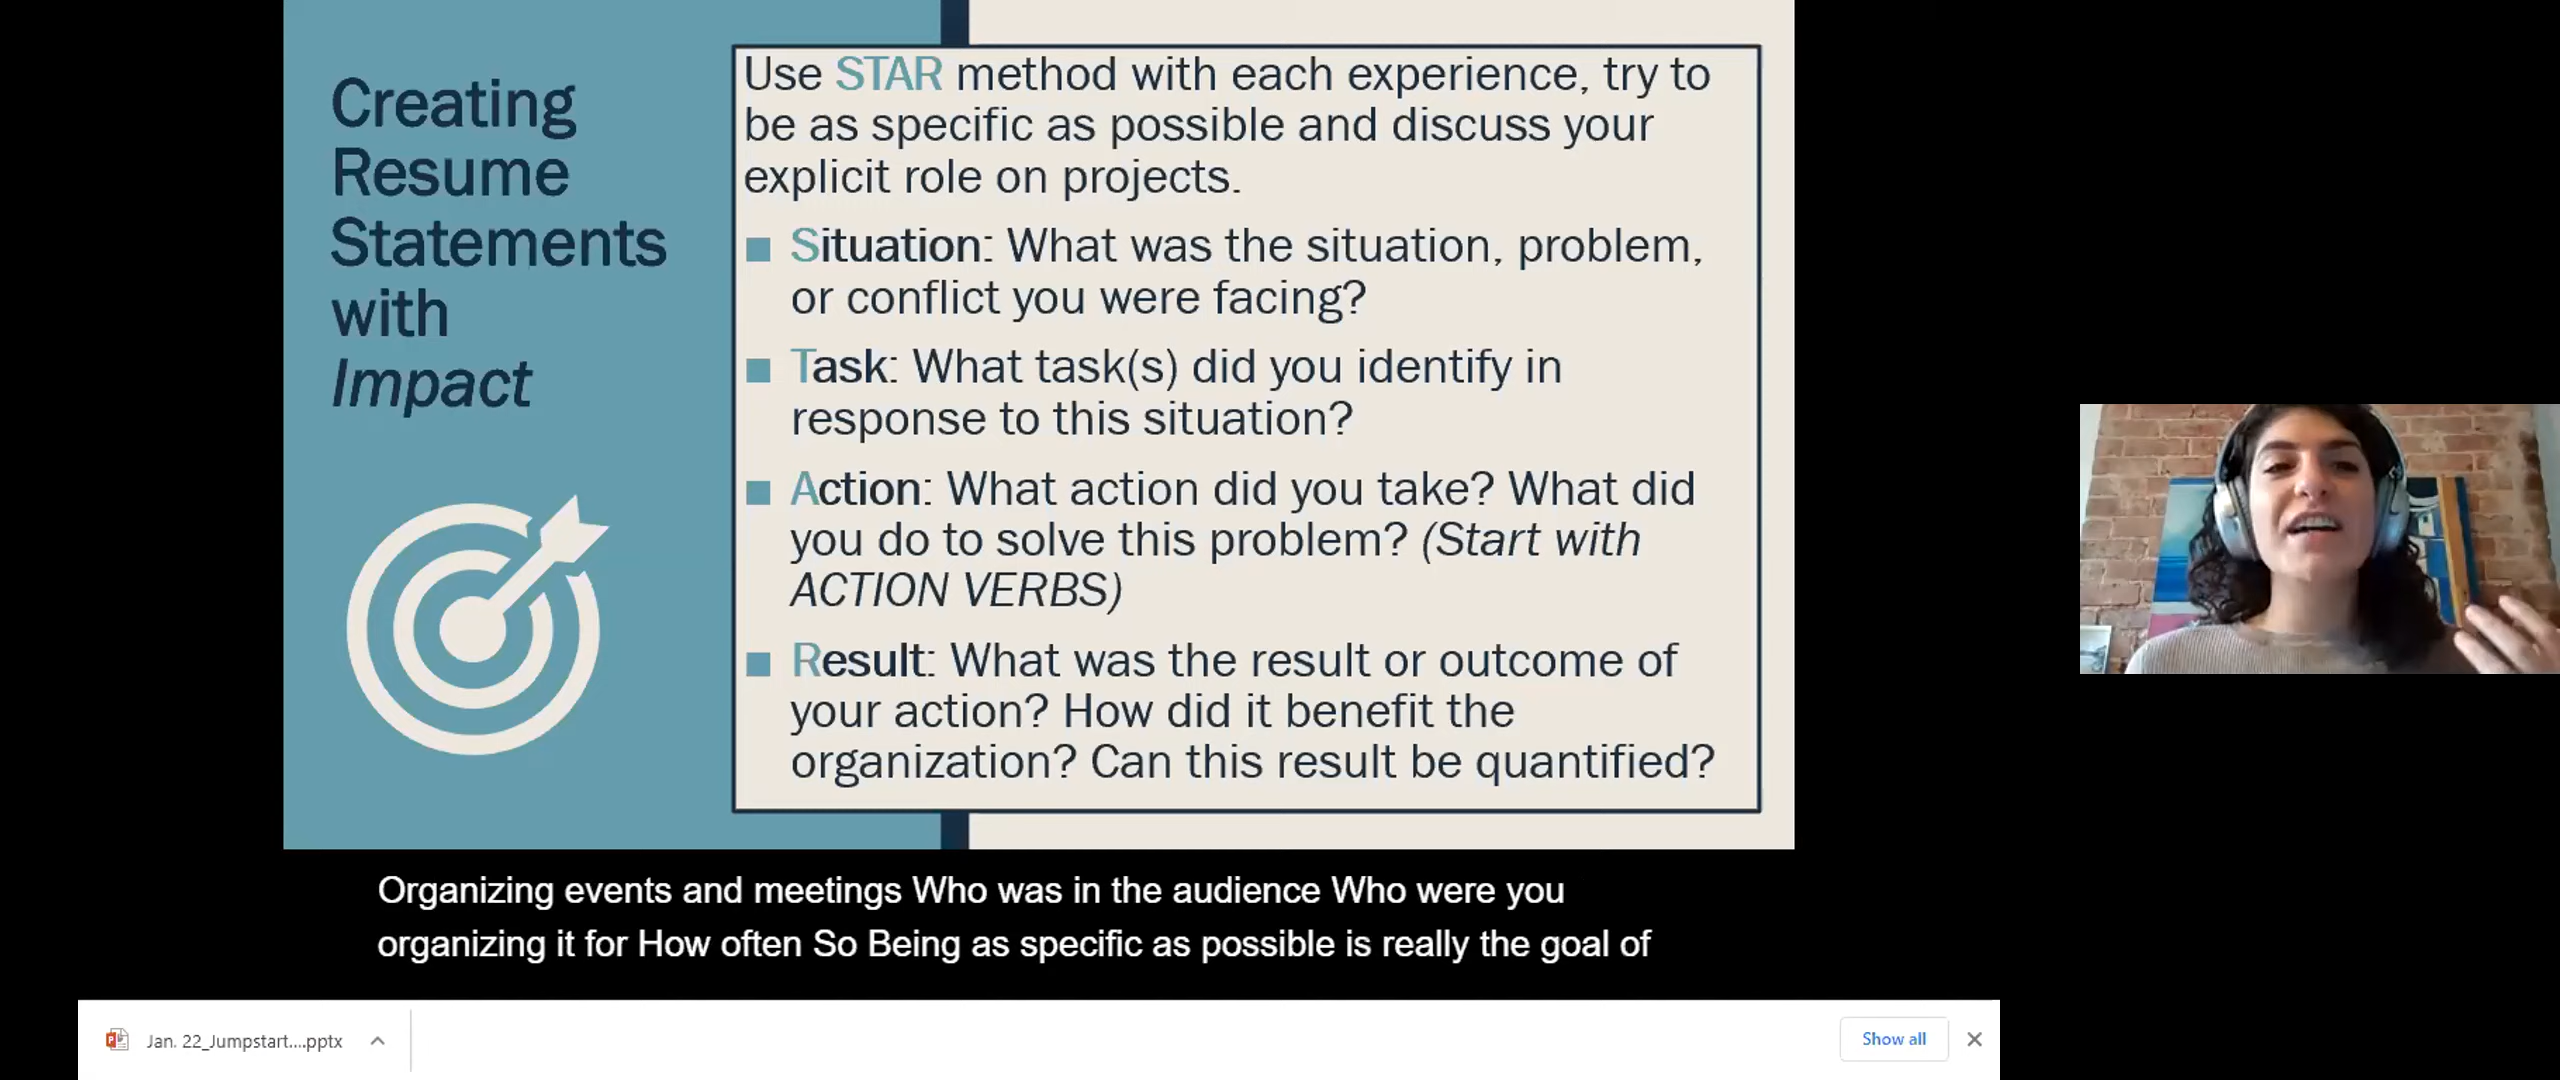 Creating
Resume
Statements
with
Impact
Use STAR method with each experience, try to
be as specific as possible and discuss your
explicit role on projects.
Situation: What was the situation, problem,
or conflict you were facing?
Task: What task(s) did you identify in
response to this situation?
Action: What action did you take? What did
you do to solve this problem? (Start with
ACTION VERBS)
Result: What was the result or outcome of
your action? How did it benefit the
organization? Can this result be quantified?
Organizing events and meetings Who was in the audience Who were you
organizing it for How often So Being as specific as possible is really the goal of
Jan. 22_Jumpstart....pptx
Show all